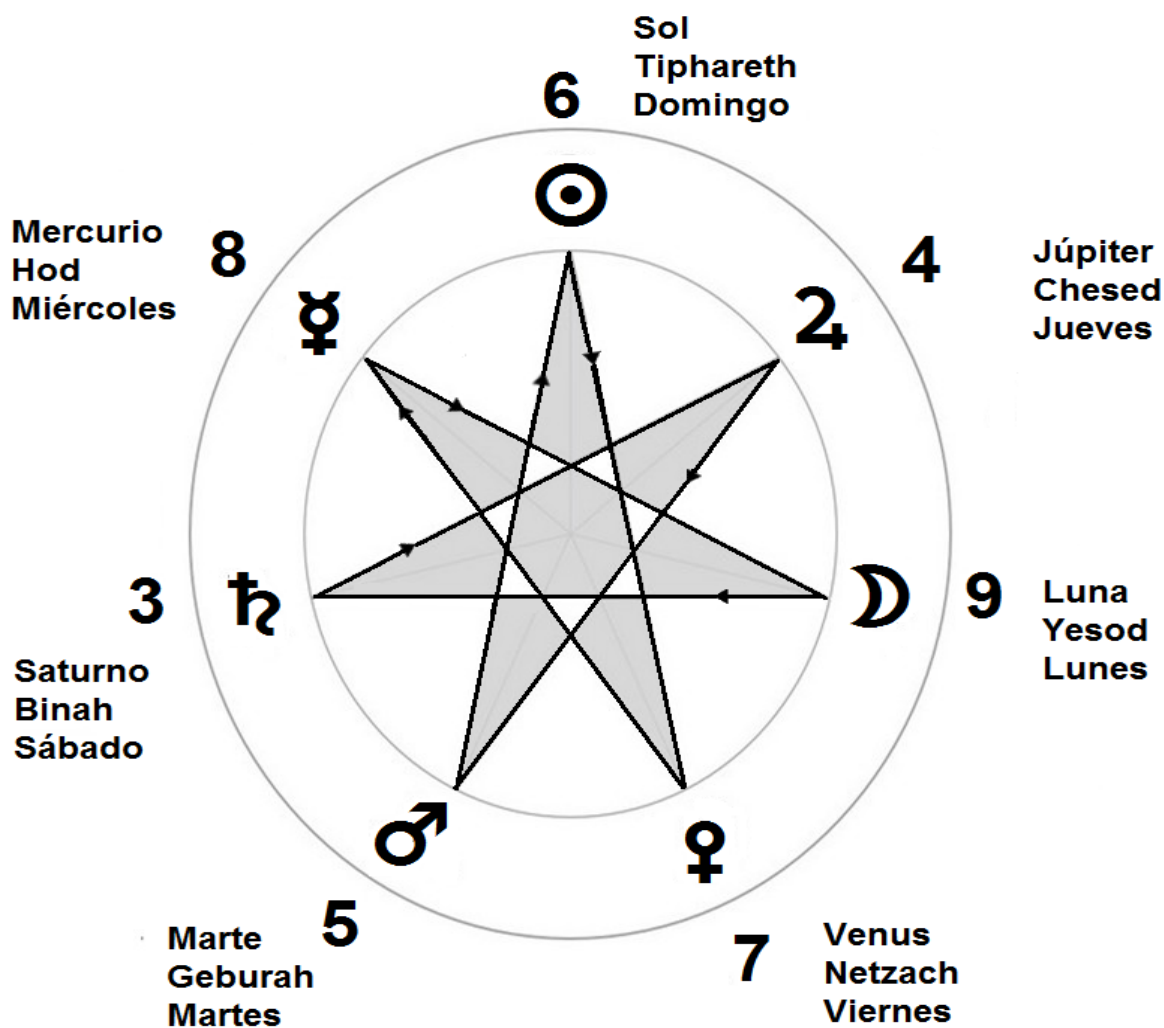 Sol
Tiphareth
Domingo
6
☉
Mercurio
Hod
Miércoles
8
☿
4
♃
Júpiter
Chesed
Jueves
3
♄
☽
9
Luna
Yesod
Lunes
Saturno
Binah
Sábado
♂
♀
5
Marte
Geburah
Martes
7
Venus
Netzach
Viernes